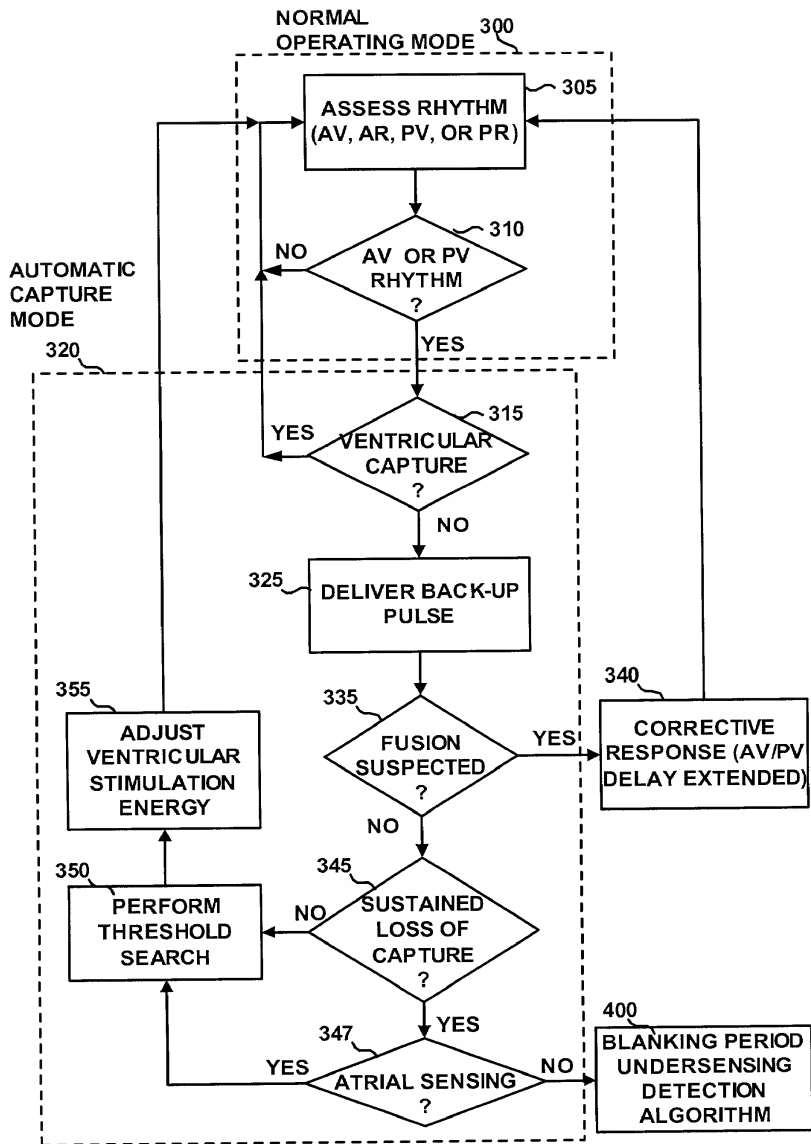 NORMAL
OPERATING MODE
300
305
ASSESS RHYTHM
(AV, AR, PV, OR PR)
310
NO
AV OR PV
RHYTHM
?
AUTOMATIC
CAPTURE
MODE
320
YES
315
YES
VENTRICULAR
CAPTURE
?
NO
325
DELIVER BACK-UP
PULSE
355
ADJUST
VENTRICULAR
STIMULATION
ENERGY
335
FUSION
SUSPECTED
?
YES
340
CORRECTIVE
RESPONSE (AV/PV
DELAY EXTENDED)
NO
350
PERFORM
THRESHOLD
SEARCH
345
NO
SUSTAINED
LOSS OF
CAPTURE
?
YES
347
YES
ATRIAL SENSING
?
NO
400
BLANKING PERIOD
UNDERSENSING
DETECTION
ALGORITHM